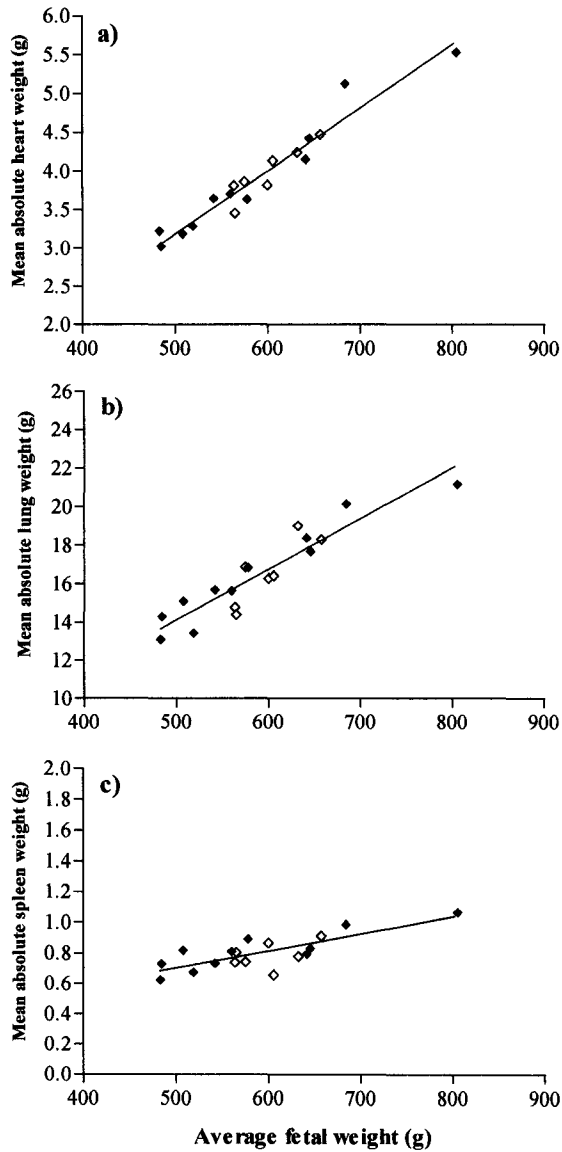 a)
Mean absolute heart weight (g)
6.0
5.5
5.0
4.5
4.0
3.5
3.0
2.5
2.0
400 500 600 700 800 900
b)
Mean absolute lung weight (g)
26
24
22
20
18
16
14
12
10
400 500 600 700 800 900
c)
Mean absolute spleen weight (g)
2.0
1.8
1.6
1.4
1.2
1.0
0.8
0.6
0.4
0.2
0.0
400 500 600 700 800 900
Average fetal weight (g)